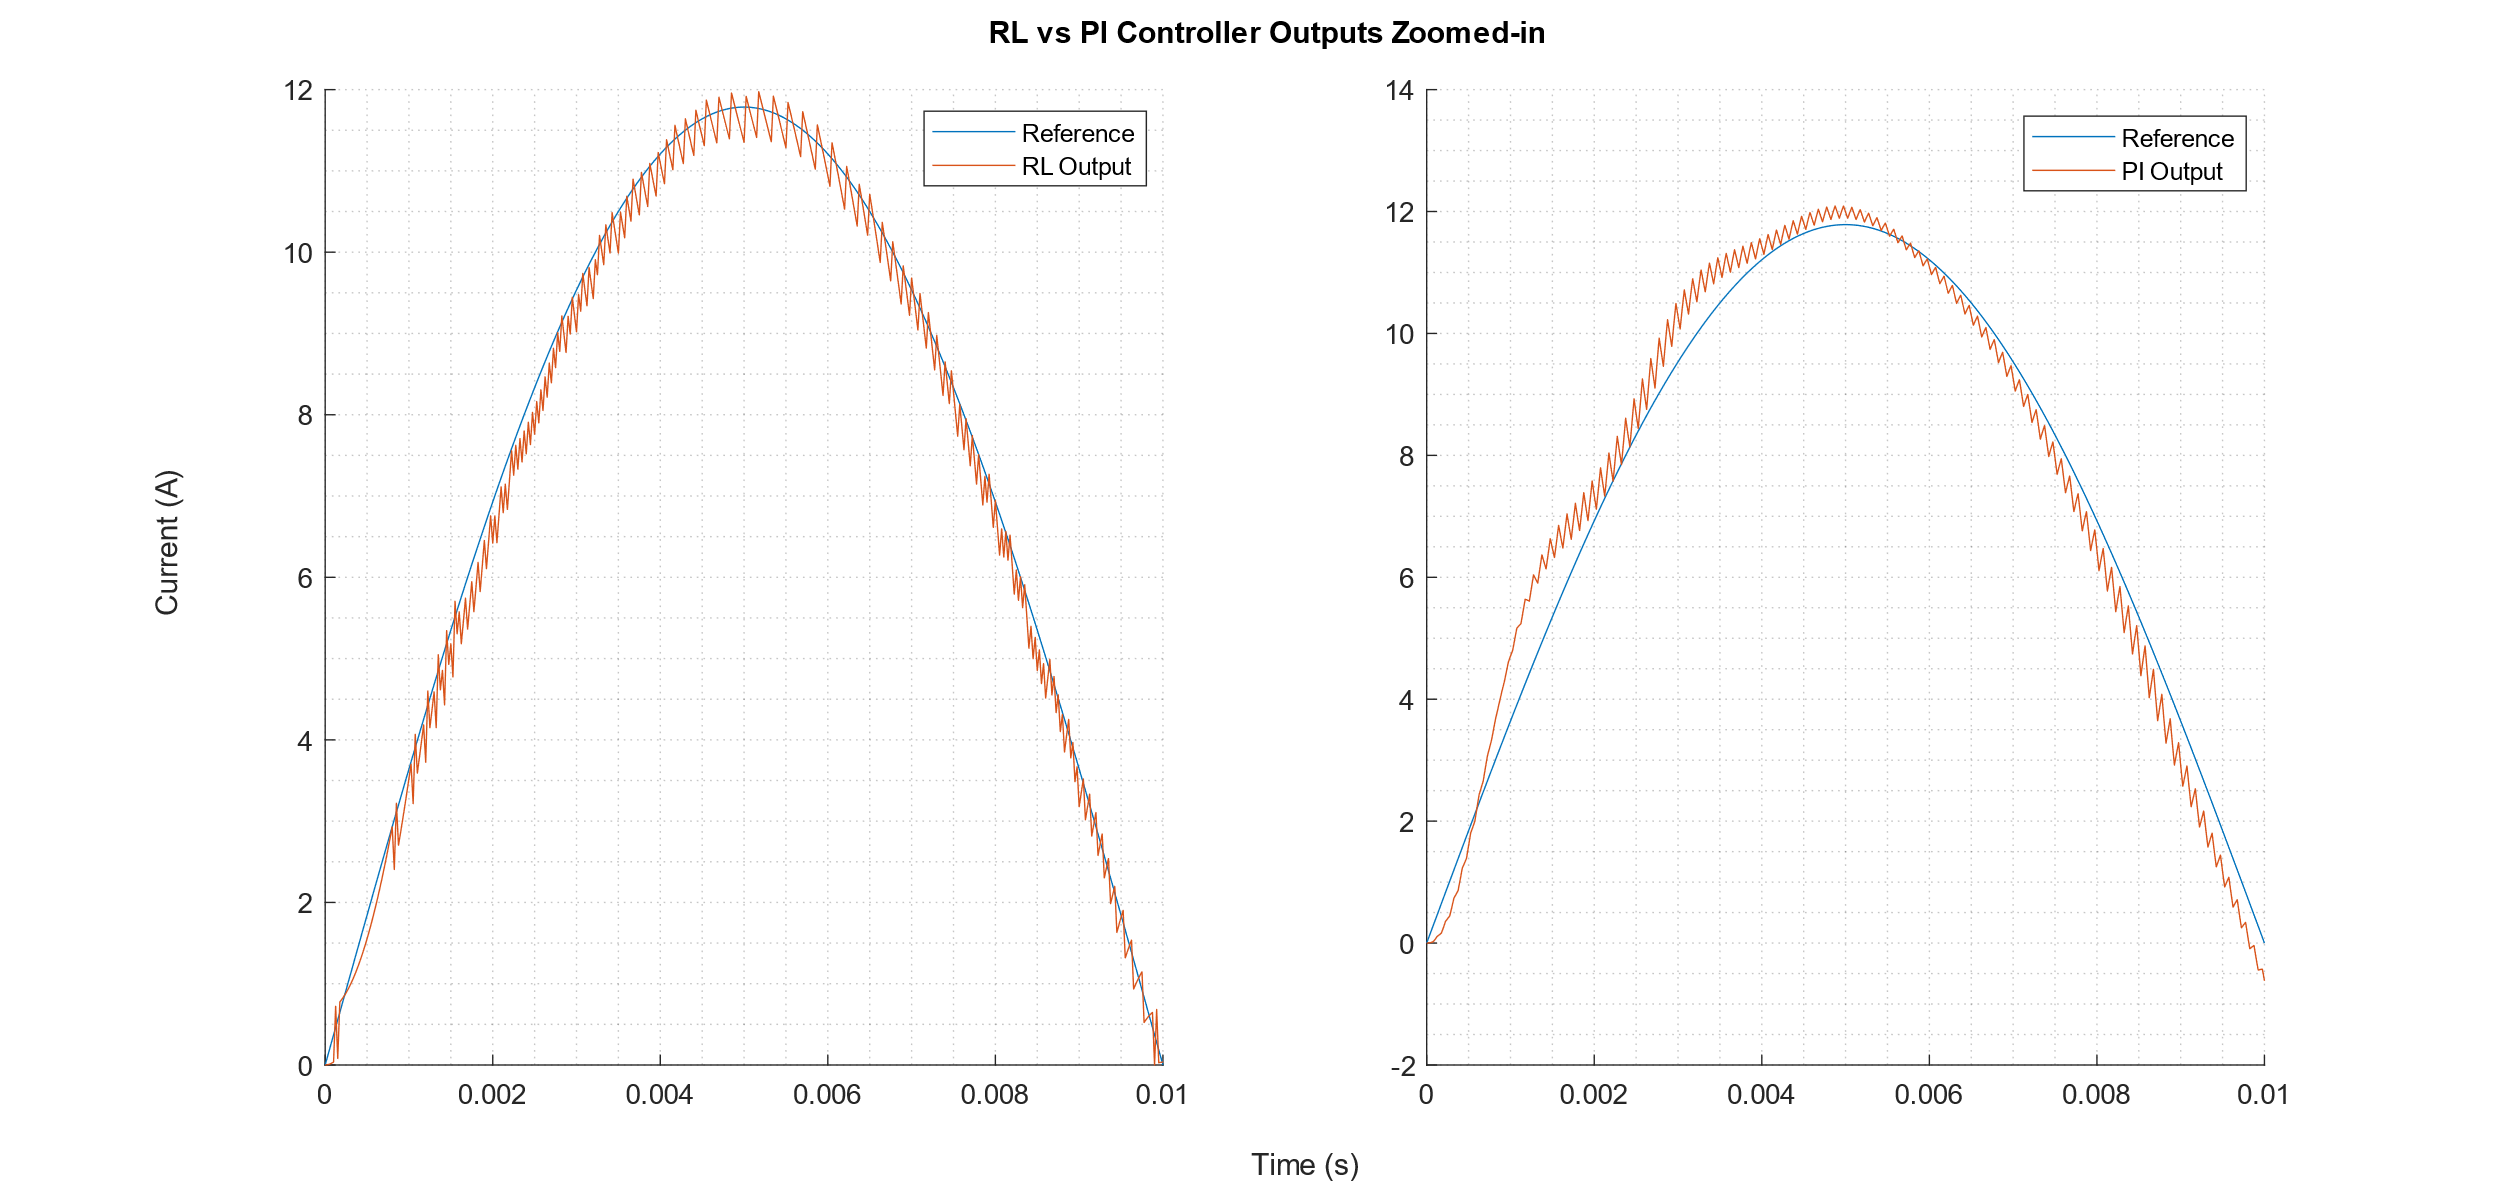 RL vs PI Controller Outputs Zoomed-in
Current (A)
12
10
8
6
4
2
0
0 0.002 0.004 0.006 0.008 0.01
Reference
RL Output
14
12
10
8
6
4
2
0
-2
0 0.002 0.004 0.006 0.008 0.01
Reference
PI Output
Time (s)